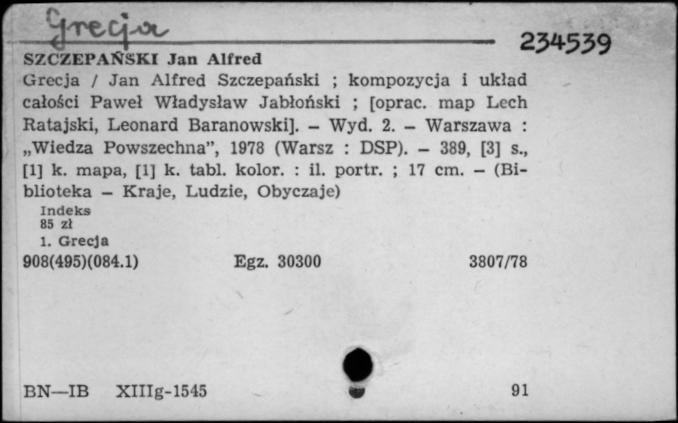 Grecja
234539
SZCZEPAŃSKI Jan Alfred
Grecja / Jan Alfred Szczepański ; kompozycja i układ
całości Paweł Władysław Jabłoński ; [oprac. map Lech
Ratajski, Leonard Baranowski]. – Wyd. 2. – Warszawa :
„Wiedza Powszechna”, 1978 (Warsz : DSP). – 389, [3] s.,
[1] k. mapa, [1] k. tabl. kolor. : il. portr. ; 17 cm. – (Bi-
blioteka – Kraje, Ludzie, Obyczaje)
Indeks
85 zł
1. Grecja
908(495)(084.1) Egz. 30300 3807/78
BN—IB XIIIg-1545 91